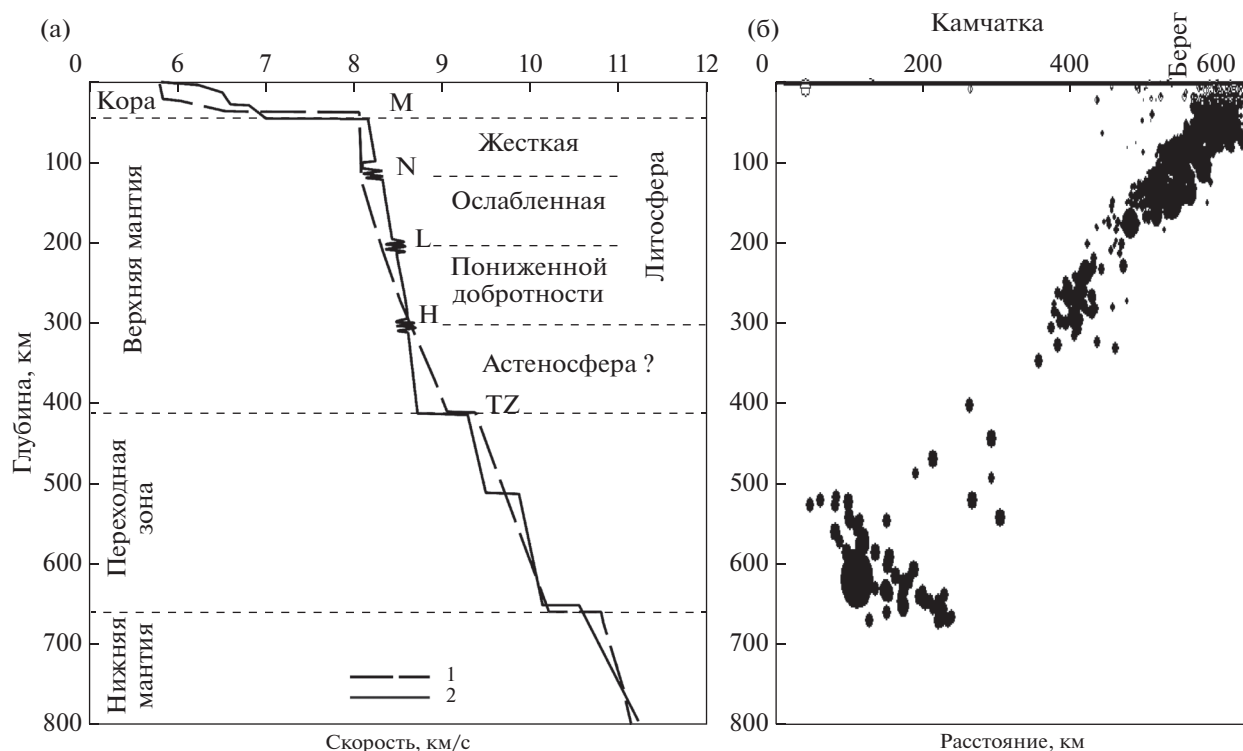 (а)
0 6 7 8 9 10 11 12
0
100
200
300
400
500
600
700
800
Глубина, км
Кора
Верхняя мантия
Переходная
зона
Нижняя
мантия
M
N
L
H
TZ
Жесткая
Ослабленная
Пониженной
добротности
Литосфера
Астеносфера ?
1
2
Скорость, км/с
(б)
Камчатка
Берег
0 200 400 600
0
100
200
300
400
500
600
700
800
Расстояние, км